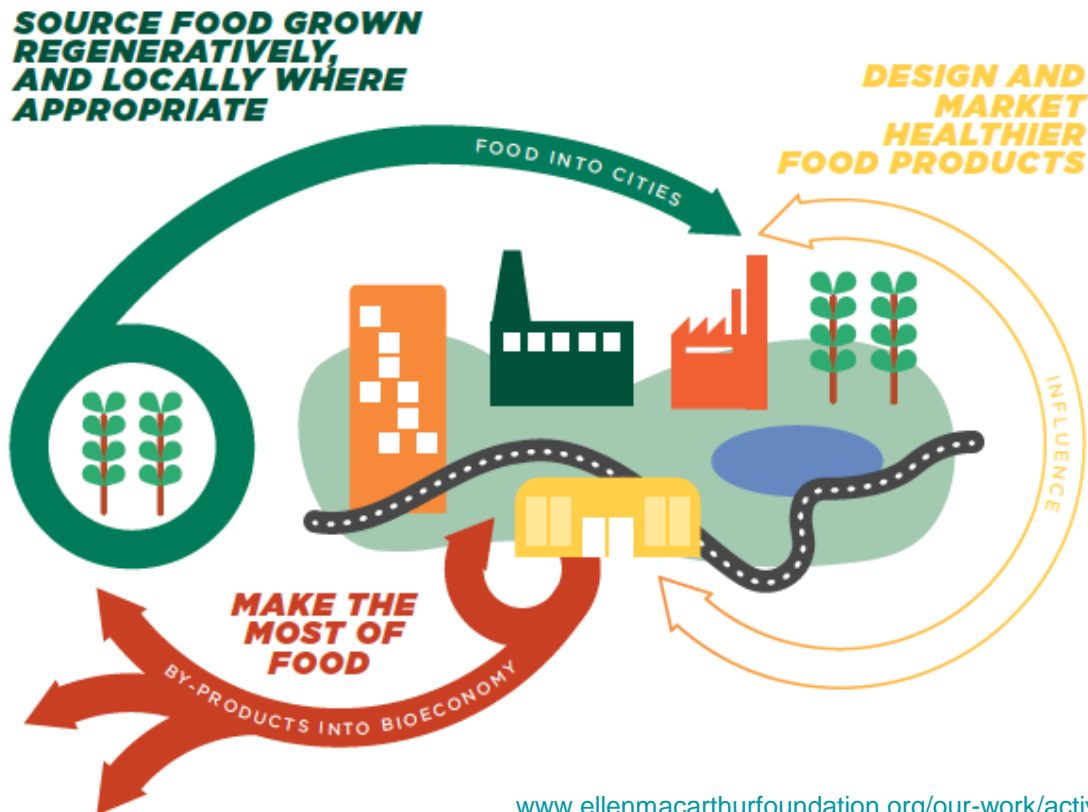 SOURCE FOOD GROWN
REGENERATIVELY,
AND LOCALLY WHERE
APPROPRIATE
DESIGN AND
MARKET
HEALTHIER
FOOD PRODUCTS
FOOD INTO CITIES
INFLUENCE
MAKE THE
MOST OF
FOOD
BY-PRODUCTS INTO BIOECONOMY
www.ellenmacarthurfoundation.org/our-work/activ